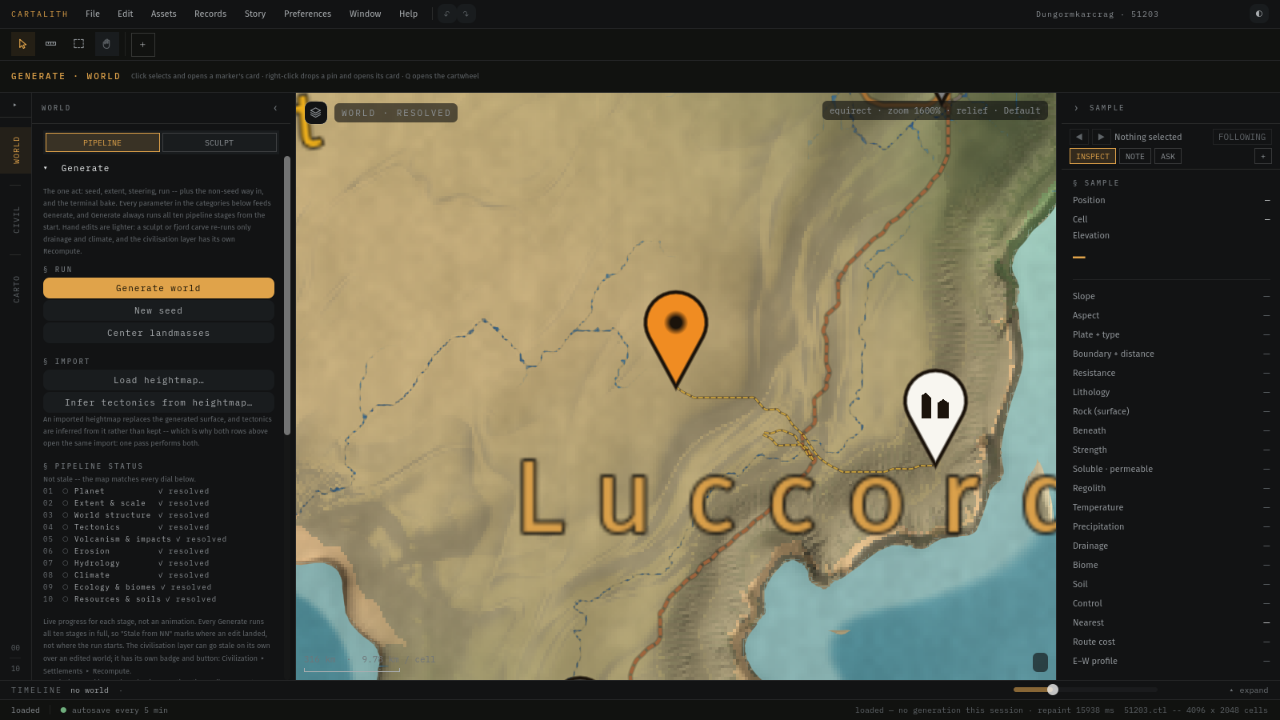 CARTALITH File Edit Assets Records Story Preferences Window Help
Dungormkarcrag · 51203
+
GENERATE · WORLD Click selects and opens a marker's card · right-click drops a pin and opens its card · Q opens the cartwheel
WORLD
CIVIL
CARTO
00
10
WORLD
PIPELINE SCULPT
Generate
The one act: seed, extent, steering, run — plus the non-seed way in,
and the terminal bake. Every parameter in the categories below feeds
Generate, and Generate always runs all ten pipeline stages from the
start. Hand edits are lighter: a sculpt or fjord carve re-runs only
drainage and climate, and the civilisation layer has its own
Recompute.
§ RUN
Generate world
New seed
Center landmasses
§ IMPORT
Load heightmap…
Infer tectonics from heightmap…
An imported heightmap replaces the generated surface, and tectonics
are inferred from it rather than kept — which is why both rows above
open the same import: one pass performs both.
§ PIPELINE STATUS
Not stale — the map matches every dial below.
01 ○ Planet √ resolved
02 ○ Extent & scale √ resolved
03 ○ World structure √ resolved
04 ○ Tectonics √ resolved
05 ○ Volcanism & impacts √ resolved
06 ○ Erosion √ resolved
07 ○ Hydrology √ resolved
08 ○ Climate √ resolved
09 ○ Ecology & biomes √ resolved
10 ○ Resources & soils √ resolved
Live progress for each stage, not an animation. Every Generate runs
all ten stages in full, so "Stale from NN" marks where an edit landed,
not where the run starts. The civilisation layer can go stale on its own
over an edited world; it has its own badge and button: Civilization ▸
Settlements ▸ Recompute.
WORLD · RESOLVED
equirect · zoom 1600% · relief · Default
t
Luccoro
/ cell
SAMPLE
Nothing selected FOLLOWING
INSPECT NOTE ASK +
§ SAMPLE
Position —
Cell —
Elevation
—
Slope —
Aspect —
Plate + type —
Boundary + distance —
Resistance —
Lithology —
Rock (surface) —
Beneath —
Strength —
Soluble · permeable —
Regolith —
Temperature —
Precipitation —
Drainage —
Biome —
Soil —
Control —
Nearest —
Route cost —
E–W profile —
TIMELINE no world · expand
loaded ● autosave every 5 min
loaded — no generation this session · repaint 15938 ms 51203.ctl -- 4096 x 2048 cells